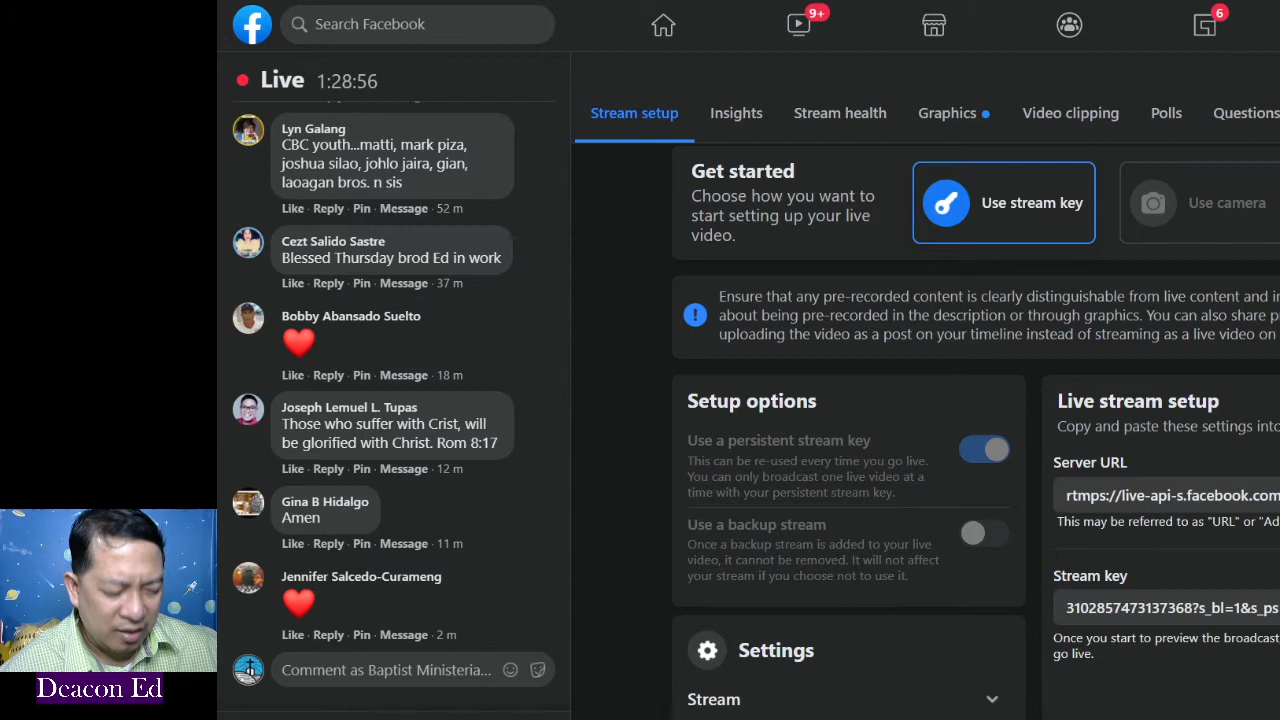 Search Facebook
9+
6
Live 1:28:56
Lyn Galang
CBC youth...matti, mark piza,
joshua silao, johlo jaira, gian,
laoagan bros. n sis
Like · Reply · Pin · Message · 52 m
Cezt Salido Sastre
Blessed Thursday brod Ed in work
Like · Reply · Pin · Message · 37 m
Bobby Abansado Suelto
Like · Reply · Pin · Message · 18 m
Joseph Lemuel L. Tupas
Those who suffer with Crist, will
be glorified with Christ. Rom 8:17
Like · Reply · Pin · Message · 12 m
Gina B Hidalgo
Amen
Like · Reply · Pin · Message · 11 m
Jennifer Salcedo-Curameng
Like · Reply · Pin · Message · 2 m
Comment as Baptist Ministeria...
Deacon Ed
Stream setup Insights Stream health Graphics Video clipping Polls Questions
Get started
Choose how you want to
start setting up your live
video.
Use stream key
Use camera
Ensure that any pre-recorded content is clearly distinguishable from live content and in
about being pre-recorded in the description or through graphics. You can also share p
uploading the video as a post on your timeline instead of streaming as a live video on
Setup options
Use a persistent stream key
This can be re-used every time you go live.
You can only broadcast one live video at a
time with your persistent stream key.
Use a backup stream
Once a backup stream is added to your live
video, it cannot be removed. It will not affect
your stream if you choose not to use it.
Settings
Stream
Live stream setup
Copy and paste these settings into
Server URL
rtmps://live-api-s.facebook.com
This may be referred to as "URL" or "Ad
Stream key
3102857473137368?s_bl=1&s_ps
Once you start to preview the broadcast
go live.